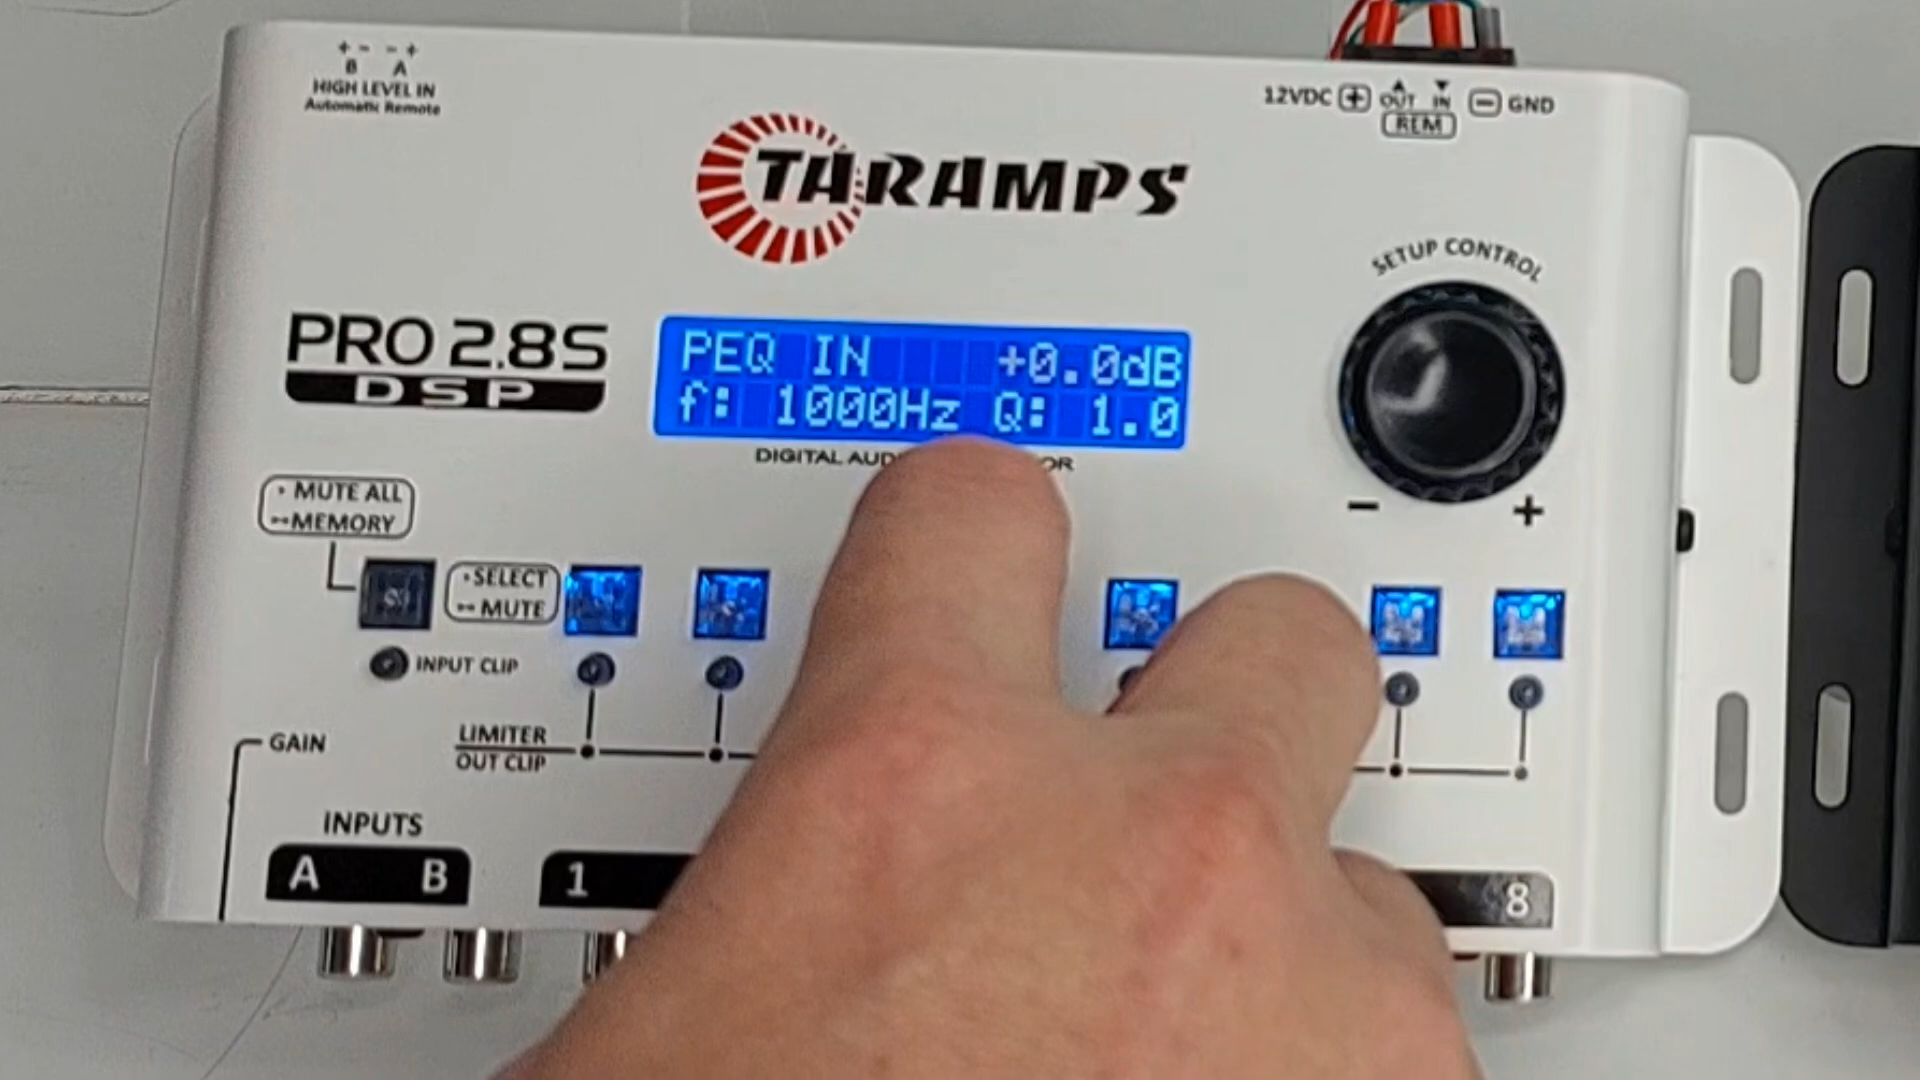 + - - +
B A
HIGH LEVEL IN
Automatic Remote
12VDC + OUT IN - GND
REM
TARAMPS
SETUP CONTROL
PRO 2.8S
DSP
PEQ IN +0.0dB
f: 1000Hz Q: 1.0
DIGITAL
- +
MUTE ALL
MEMORY
SELECT
MUTE
INPUT CLIP
LIMITER
OUT CLIP
GAIN
INPUTS
A B
1 8